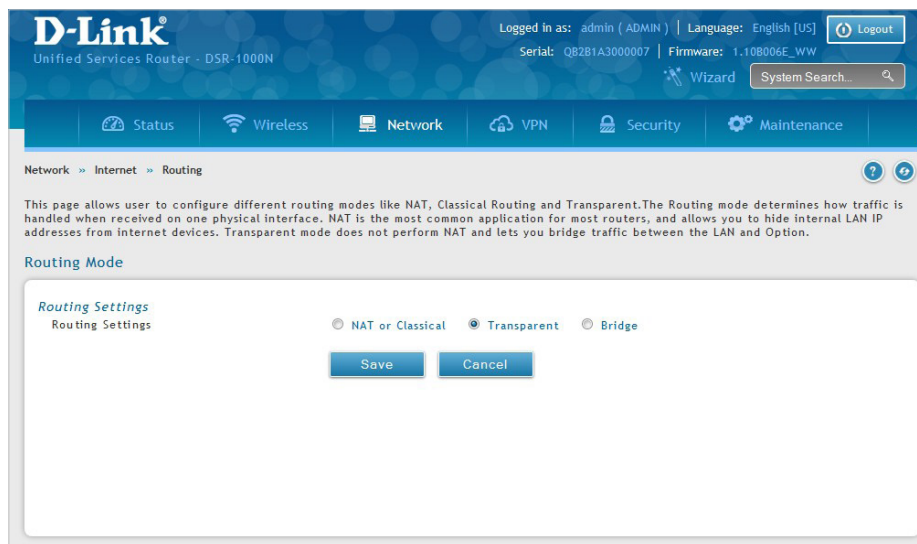 D-Link®
Unified Services Router - DSR-1000N
Logged in as: admin ( ADMIN ) | Language: English [US]
Logout
Serial: QB2B1A3000007 | Firmware: 1.10B006E_WW
Wizard
System Search...
Status
Wireless
Network
VPN
Security
Maintenance
Network » Internet » Routing
This page allows user to configure different routing modes like NAT, Classical Routing and Transparent.The Routing mode determines how traffic is
handled when received on one physical interface. NAT is the most common application for most routers, and allows you to hide internal LAN IP
addresses from internet devices. Transparent mode does not perform NAT and lets you bridge traffic between the LAN and Option.
Routing Mode
Routing Settings
Routing Settings
NAT or Classical
Transparent
Bridge
Save
Cancel